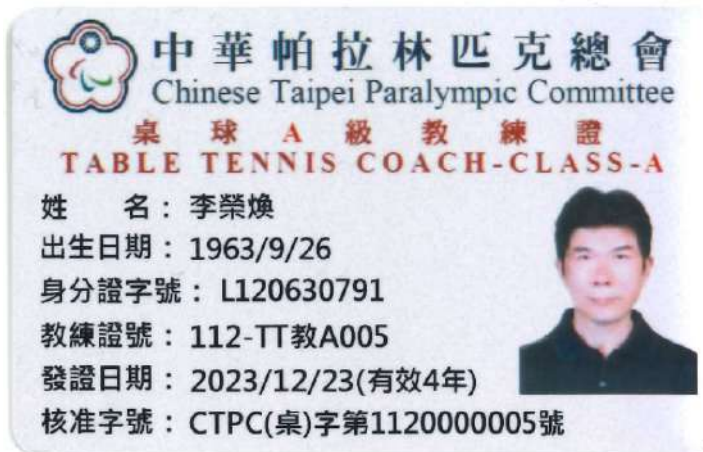 中華帕拉林匹克總會
Chinese Taipei Paralympic Committee
桌球A級教練證
TABLE TENNIS COACH-CLASS-A
姓　　名：李榮煥
出生日期：1963/9/26
身分證字號：L120630791
教練證號：112-TT教A005
發證日期：2023/12/23(有效4年)
核准字號：CTPC(桌)字第1120000005號